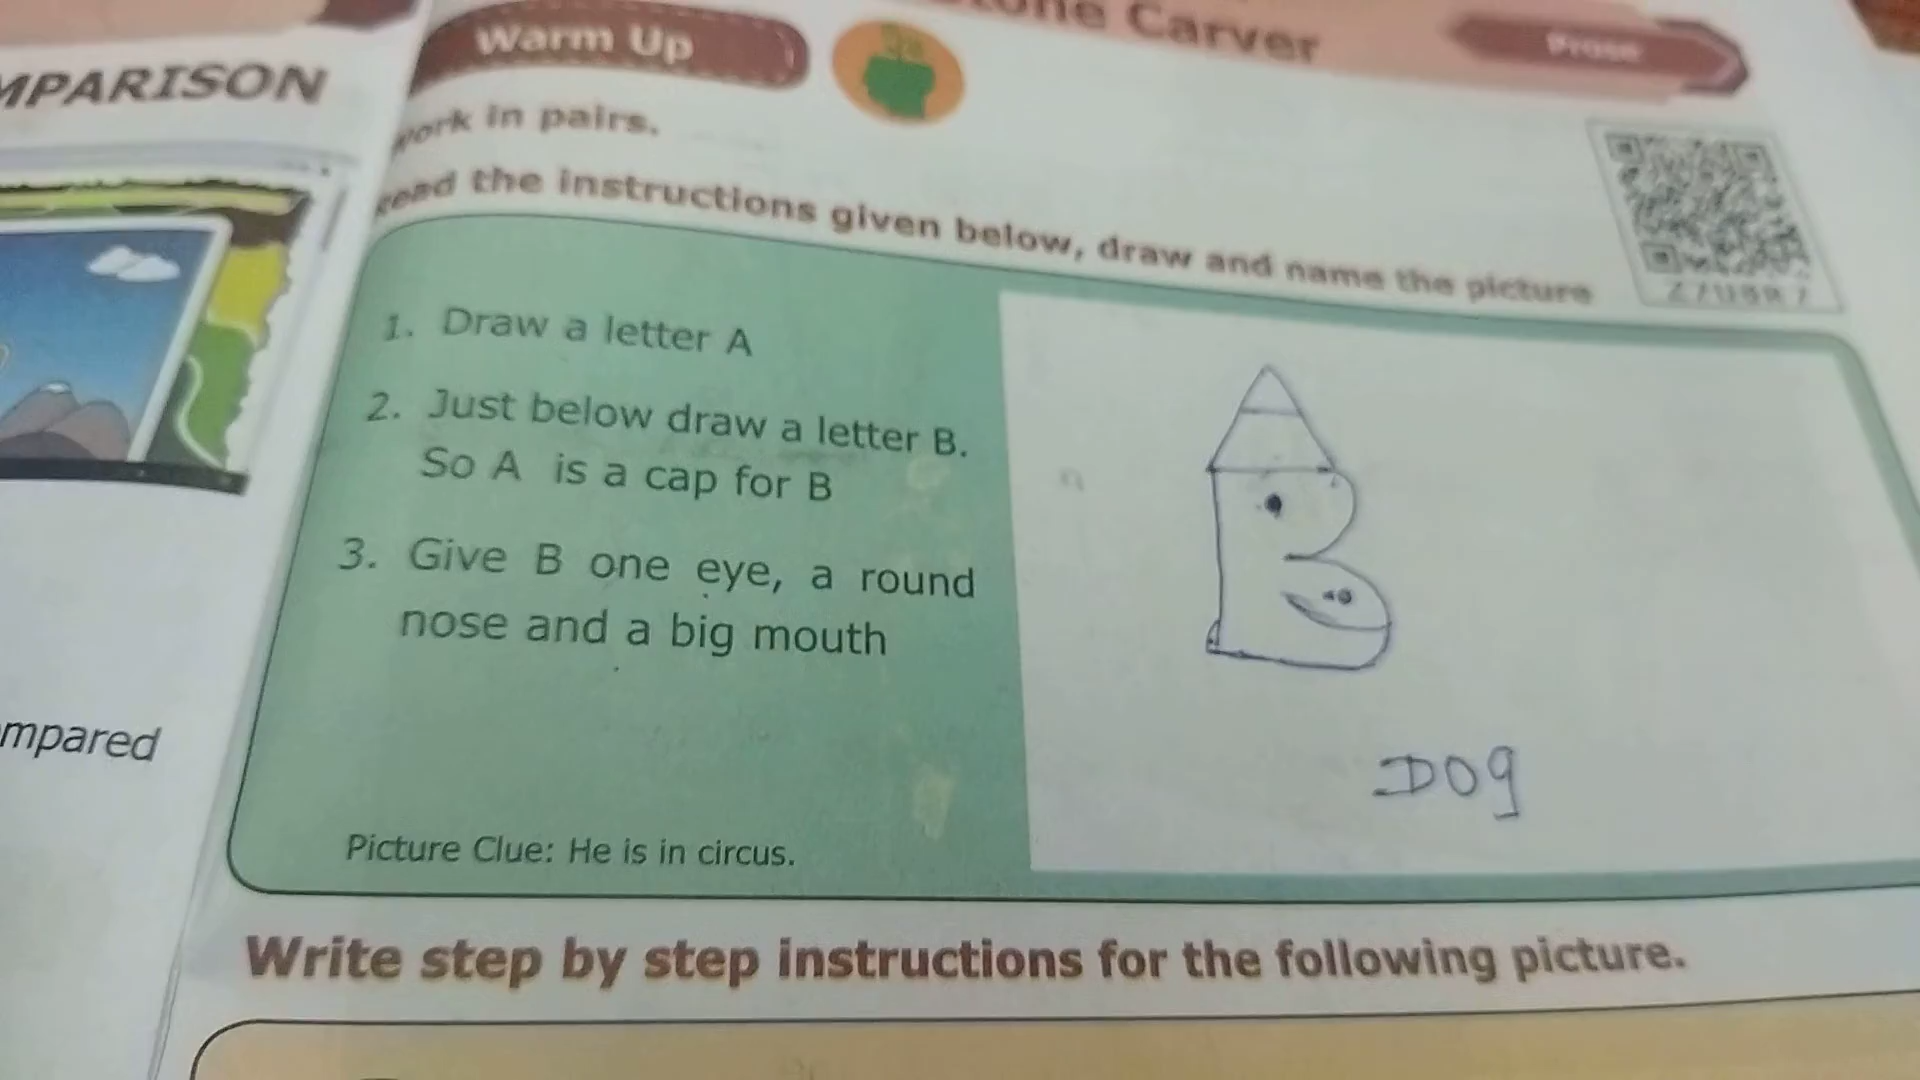 Carver
Prose
Warm Up
MPARISON
work in pairs.
Read the instructions given below, draw and name the picture
1. Draw a letter A
2. Just below draw a letter B.
So A is a cap for B
3. Give B one eye, a round
nose and a big mouth
DOg
mpared
Picture Clue: He is in circus.
Write step by step instructions for the following picture.